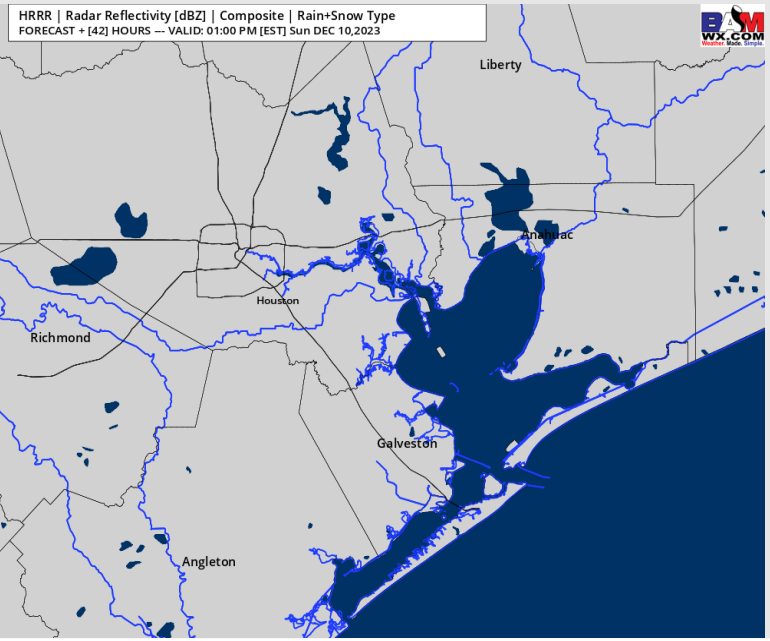 HRRR | Radar Reflectivity [dBZ] | Composite | Rain+Snow Type
FORECAST + [42] HOURS --- VALID: 01:00 PM [EST] Sun DEC 10,2023
BAM
WX.COM
Weather. Made. Simple.
Liberty
Anahuac
Houston
Richmond
Galveston
Angleton